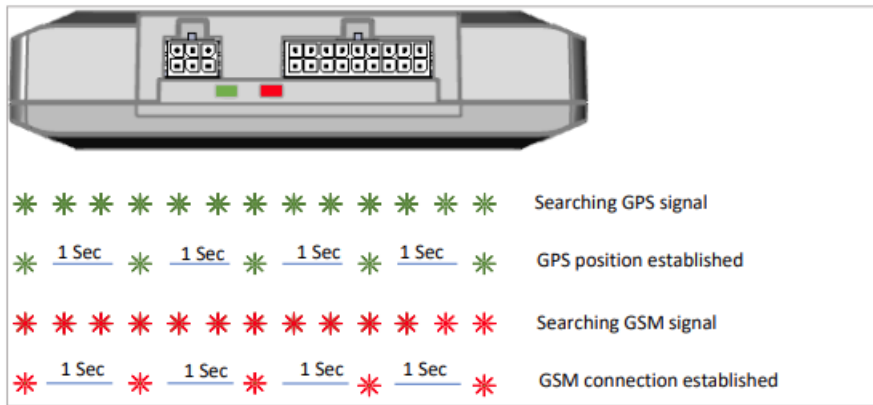 Searching GPS signal
1 Sec 1 Sec 1 Sec 1 Sec GPS position established
Searching GSM signal
1 Sec 1 Sec 1 Sec 1 Sec GSM connection established